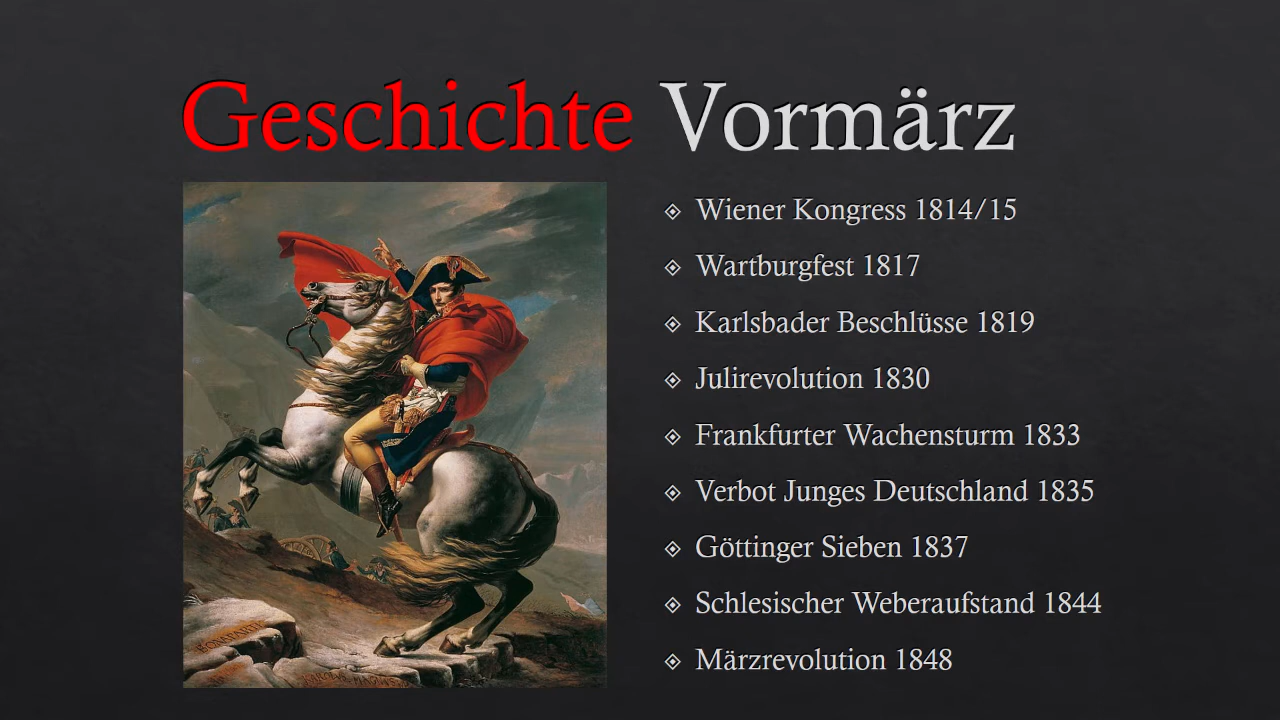 Geschichte Vormärz
Wiener Kongress 1814/15
Wartburgfest 1817
Karlsbader Beschlüsse 1819
Julirevolution 1830
Frankfurter Wachensturm 1833
Verbot Junges Deutschland 1835
Göttinger Sieben 1837
Schlesischer Weberaufstand 1844
Märzrevolution 1848
BONAPARTE